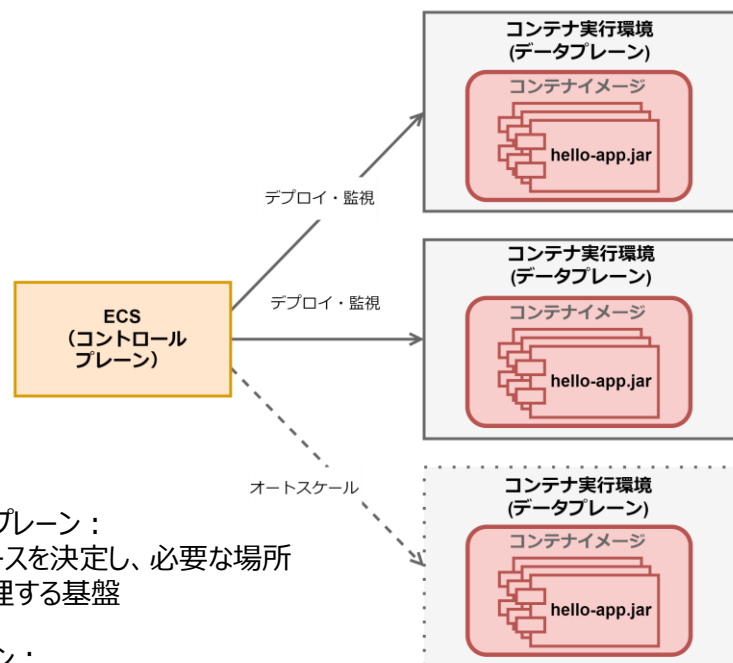 コンテナ実行環境
(データプレーン)
コンテナイメージ
hello-app.jar
デプロイ・監視
コンテナ実行環境
(データプレーン)
コンテナイメージ
hello-app.jar
デプロイ・監視
ECS
(コントロール
プレーン)
オートスケール
コンテナ実行環境
(データプレーン)
コンテナイメージ
hello-app.jar
プレーン：
ースを決定し、必要な場所
理する基盤
ン：